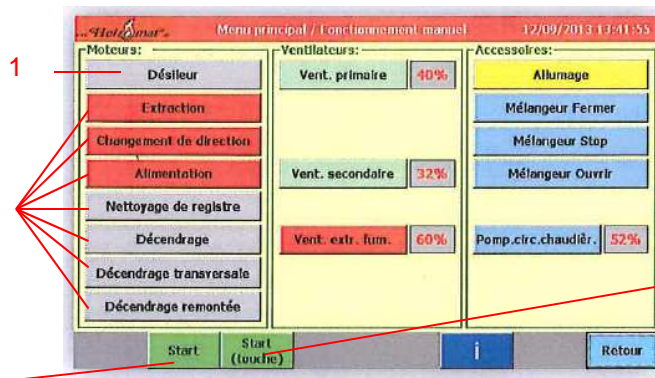 Holzmat
Menu principal / Fonctionnement manuel
12/09/2013 13:41:55
Moteurs:
Ventilateurs:
Accessoires:
1
Désileur
Vent. primaire
40%
Allumage
Extraction
Mélangeur Fermer
Changement de direction
Mélangeur Stop
Alimentation
Vent. secondaire
32%
Mélangeur Ouvrir
Nettoyage de registre
Décendrage
Vent. extr. fum.
60%
Pomp.circ.chaudièr.
52%
Décendrage transversale
Décendrage remontée
Start
Start
(touche)
i
Retour